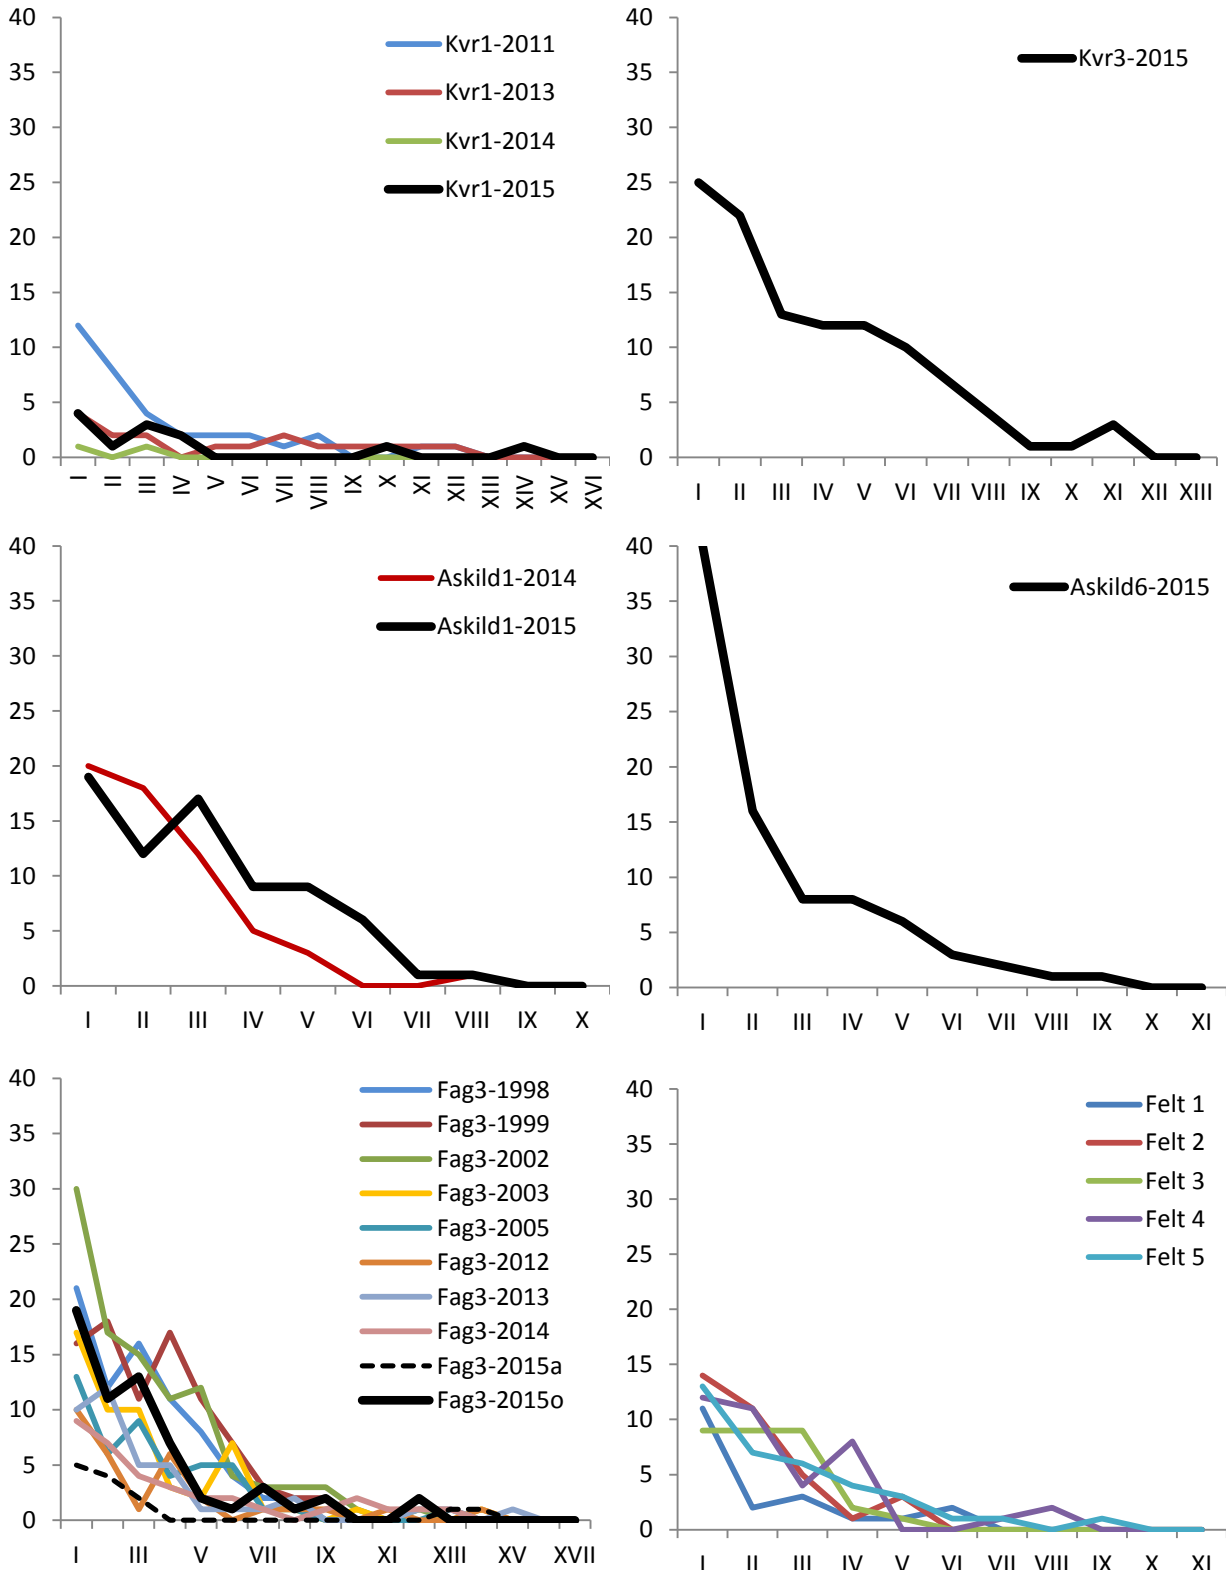 40
35
30
25
20
15
10
5
0
Kvr1-2011
Kvr1-2013
Kvr1-2014
Kvr1-2015
I II III IV V VI VII VIII IX X XI XII XIII XIV XV XVI
40
35
30
25
20
15
10
5
0
Kvr3-2015
I II III IV V VI VII VIII IX X XI XII XIII
40
35
30
25
20
15
10
5
0
Askild1-2014
Askild1-2015
I II III IV V VI VII VIII IX X
40
35
30
25
20
15
10
5
0
Askild6-2015
I II III IV V VI VII VIII IX X XI
40
35
30
25
20
15
10
5
0
Fag3-1998
Fag3-1999
Fag3-2002
Fag3-2003
Fag3-2005
Fag3-2012
Fag3-2013
Fag3-2014
Fag3-2015a
Fag3-2015o
I III V VII IX XI XIII XV XVII
40
35
30
25
20
15
10
5
0
Felt 1
Felt 2
Felt 3
Felt 4
Felt 5
I II III IV V VI VII VIII IX X XI